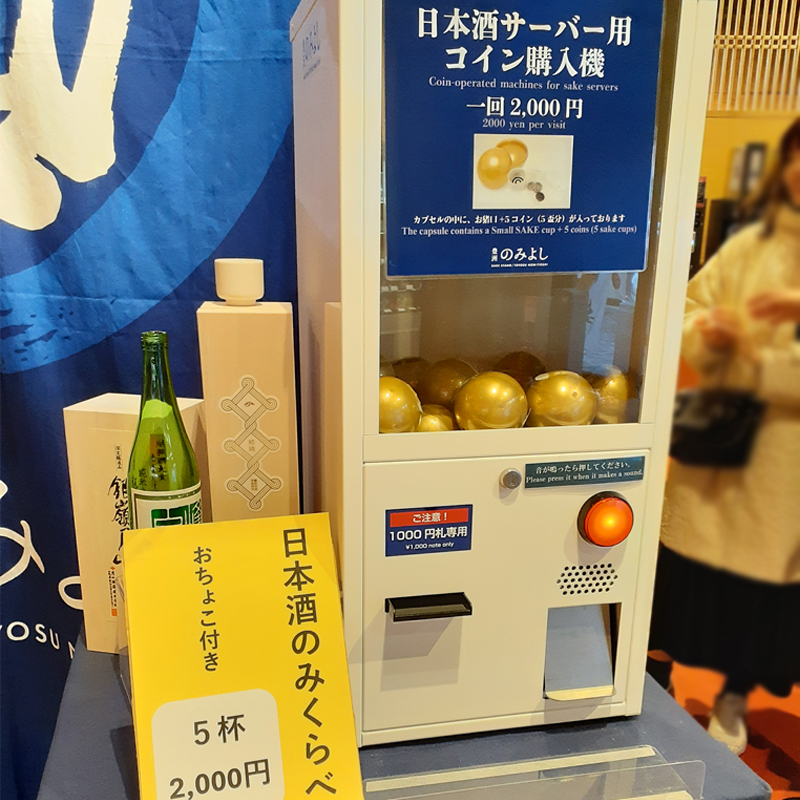 日本酒サーバー用
コイン購入機
Coin-operated machines for sake servers
一回 2,000 円
2000 yen per visit
カプセルの中に、お猪口+5コイン（5盃分）が入っております
The capsule contains a Small SAKE cup + 5 coins (5 sake cups)
豊洲 のみよし
音が鳴ったら押してください。
Please press it when it makes a sound.
ご注意！
1000円札専用
¥1,000 note only
日本酒のみくらべ
おちょこ付き
5杯
2,000円